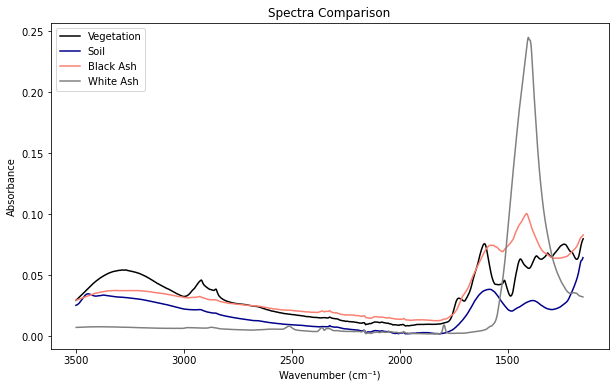 Spectra Comparison
Vegetation
Soil
Black Ash
White Ash
0.25
0.20
0.15
0.10
0.05
0.00
Absorbance
3500 3000 2500 2000 1500
Wavenumber (cm⁻¹)